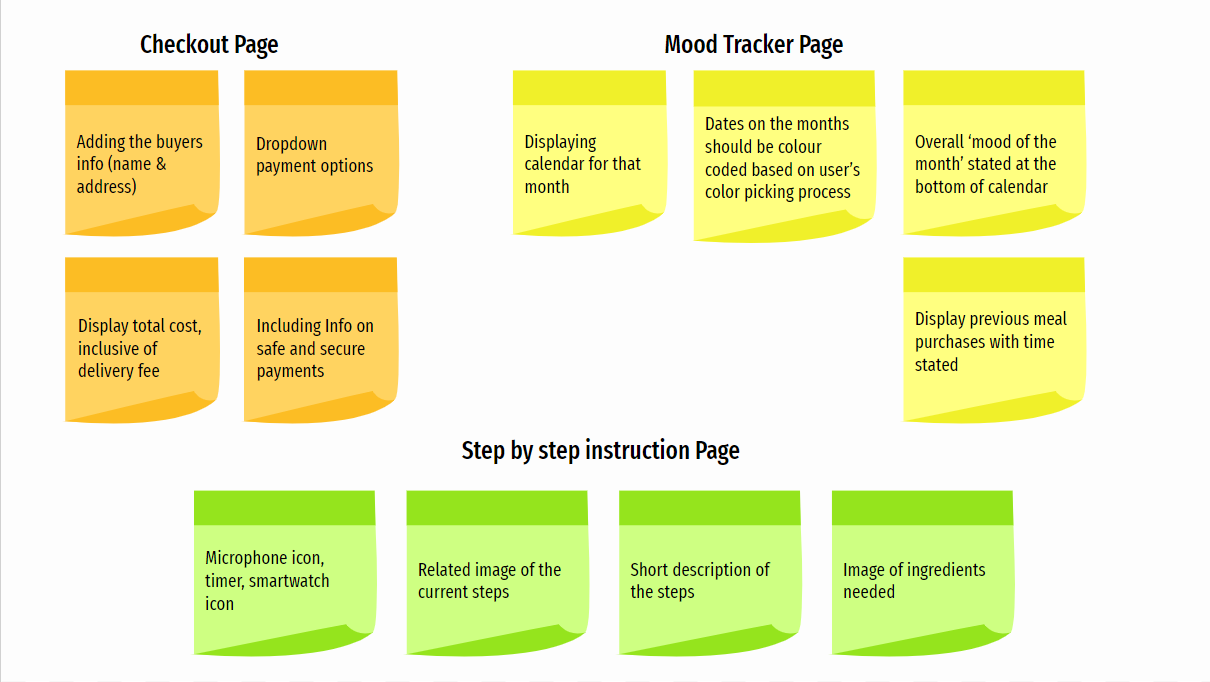 Checkout Page
Adding the buyers
info (name &
address)
Dropdown
payment options
Display total cost,
inclusive of
delivery fee
Including Info on
safe and secure
payments
Mood Tracker Page
Displaying
calendar for that
month
Dates on the months
should be colour
coded based on user’s
color picking process
Overall ‘mood of the
month’ stated at the
bottom of calendar
Display previous meal
purchases with time
stated
Step by step instruction Page
Microphone icon,
timer, smartwatch
icon
Related image of the
current steps
Short description of
the steps
Image of ingredients
needed